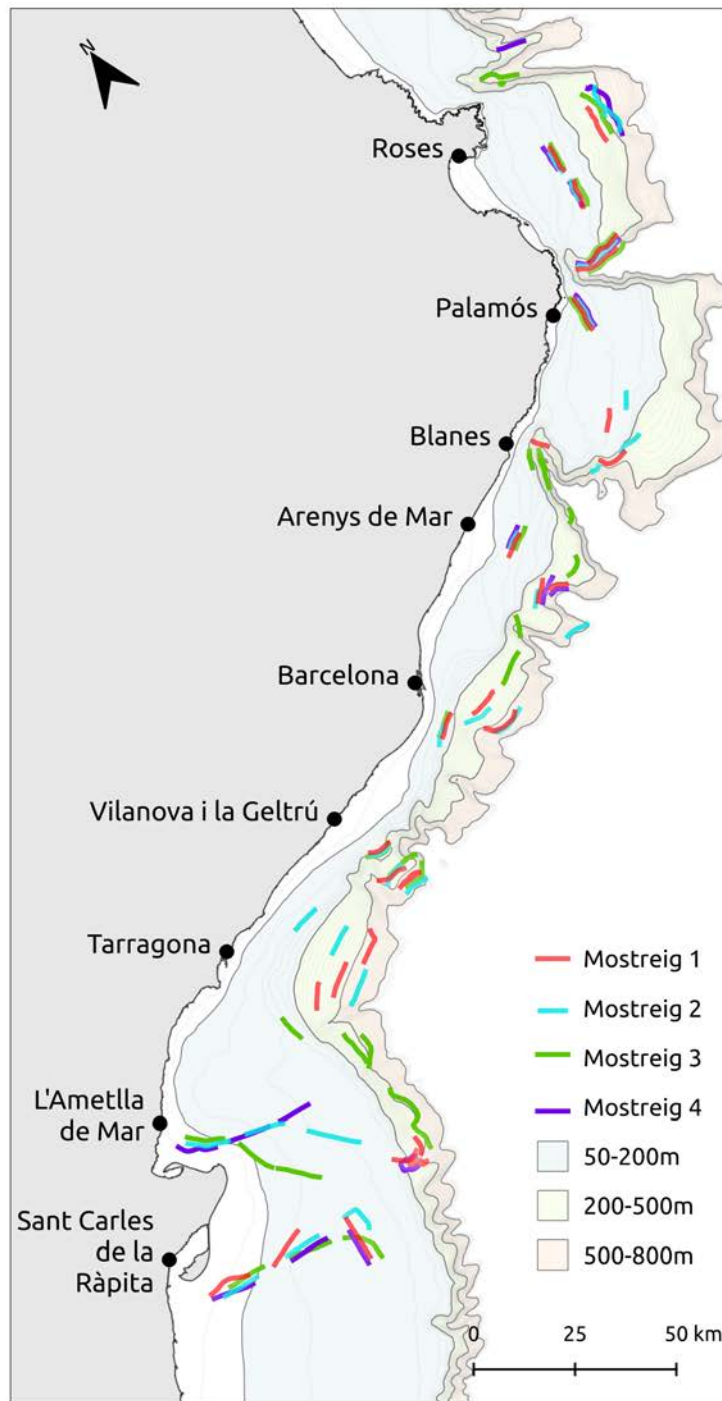 N
Roses
Palamós
Blanes
Arenys de Mar
Barcelona
Vilanova i la Geltrú
Tarragona
L'Ametlla
de Mar
Sant Carles
de la
Ràpita
Mostreig 1
Mostreig 2
Mostreig 3
Mostreig 4
50-200m
200-500m
500-800m
0 25 50 km